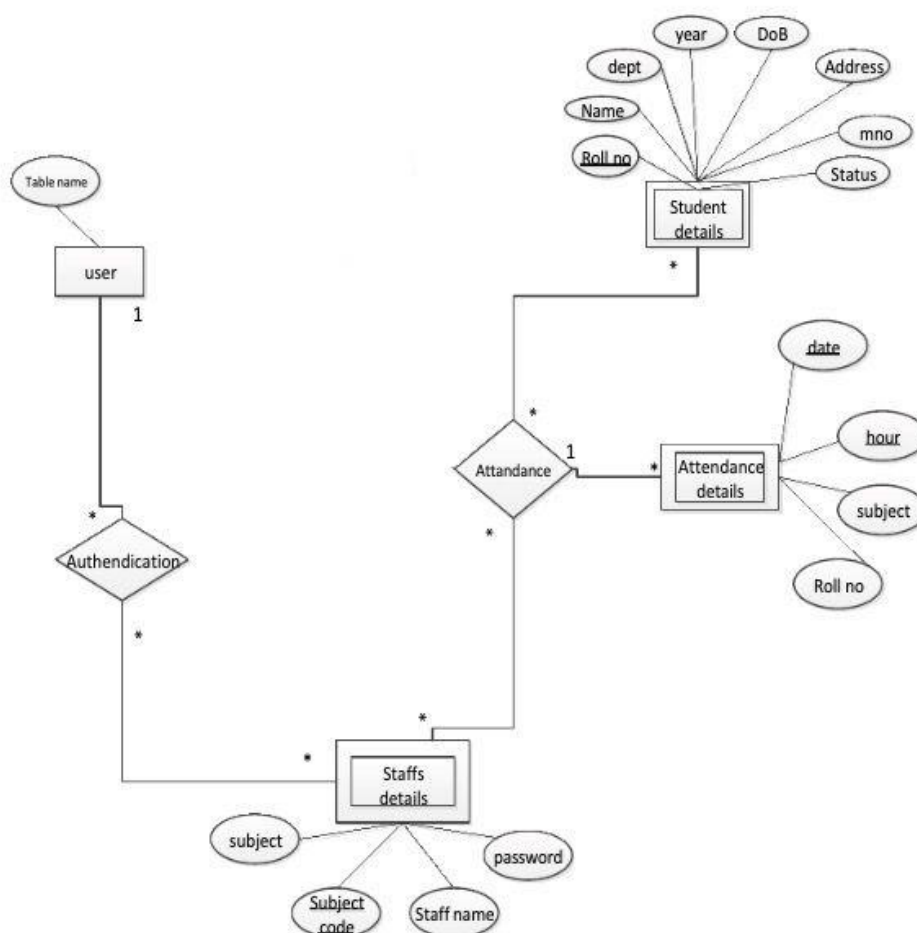 year
DoB
dept
Address
Name
mno
Roll no
Status
Student
details
*
Table name
user
1
*
Authendication
*
*
date
*
Attandance
1
*
*
Attendance
details
hour
subject
Roll no
*
Staffs
details
subject
password
Subject
code
Staff name